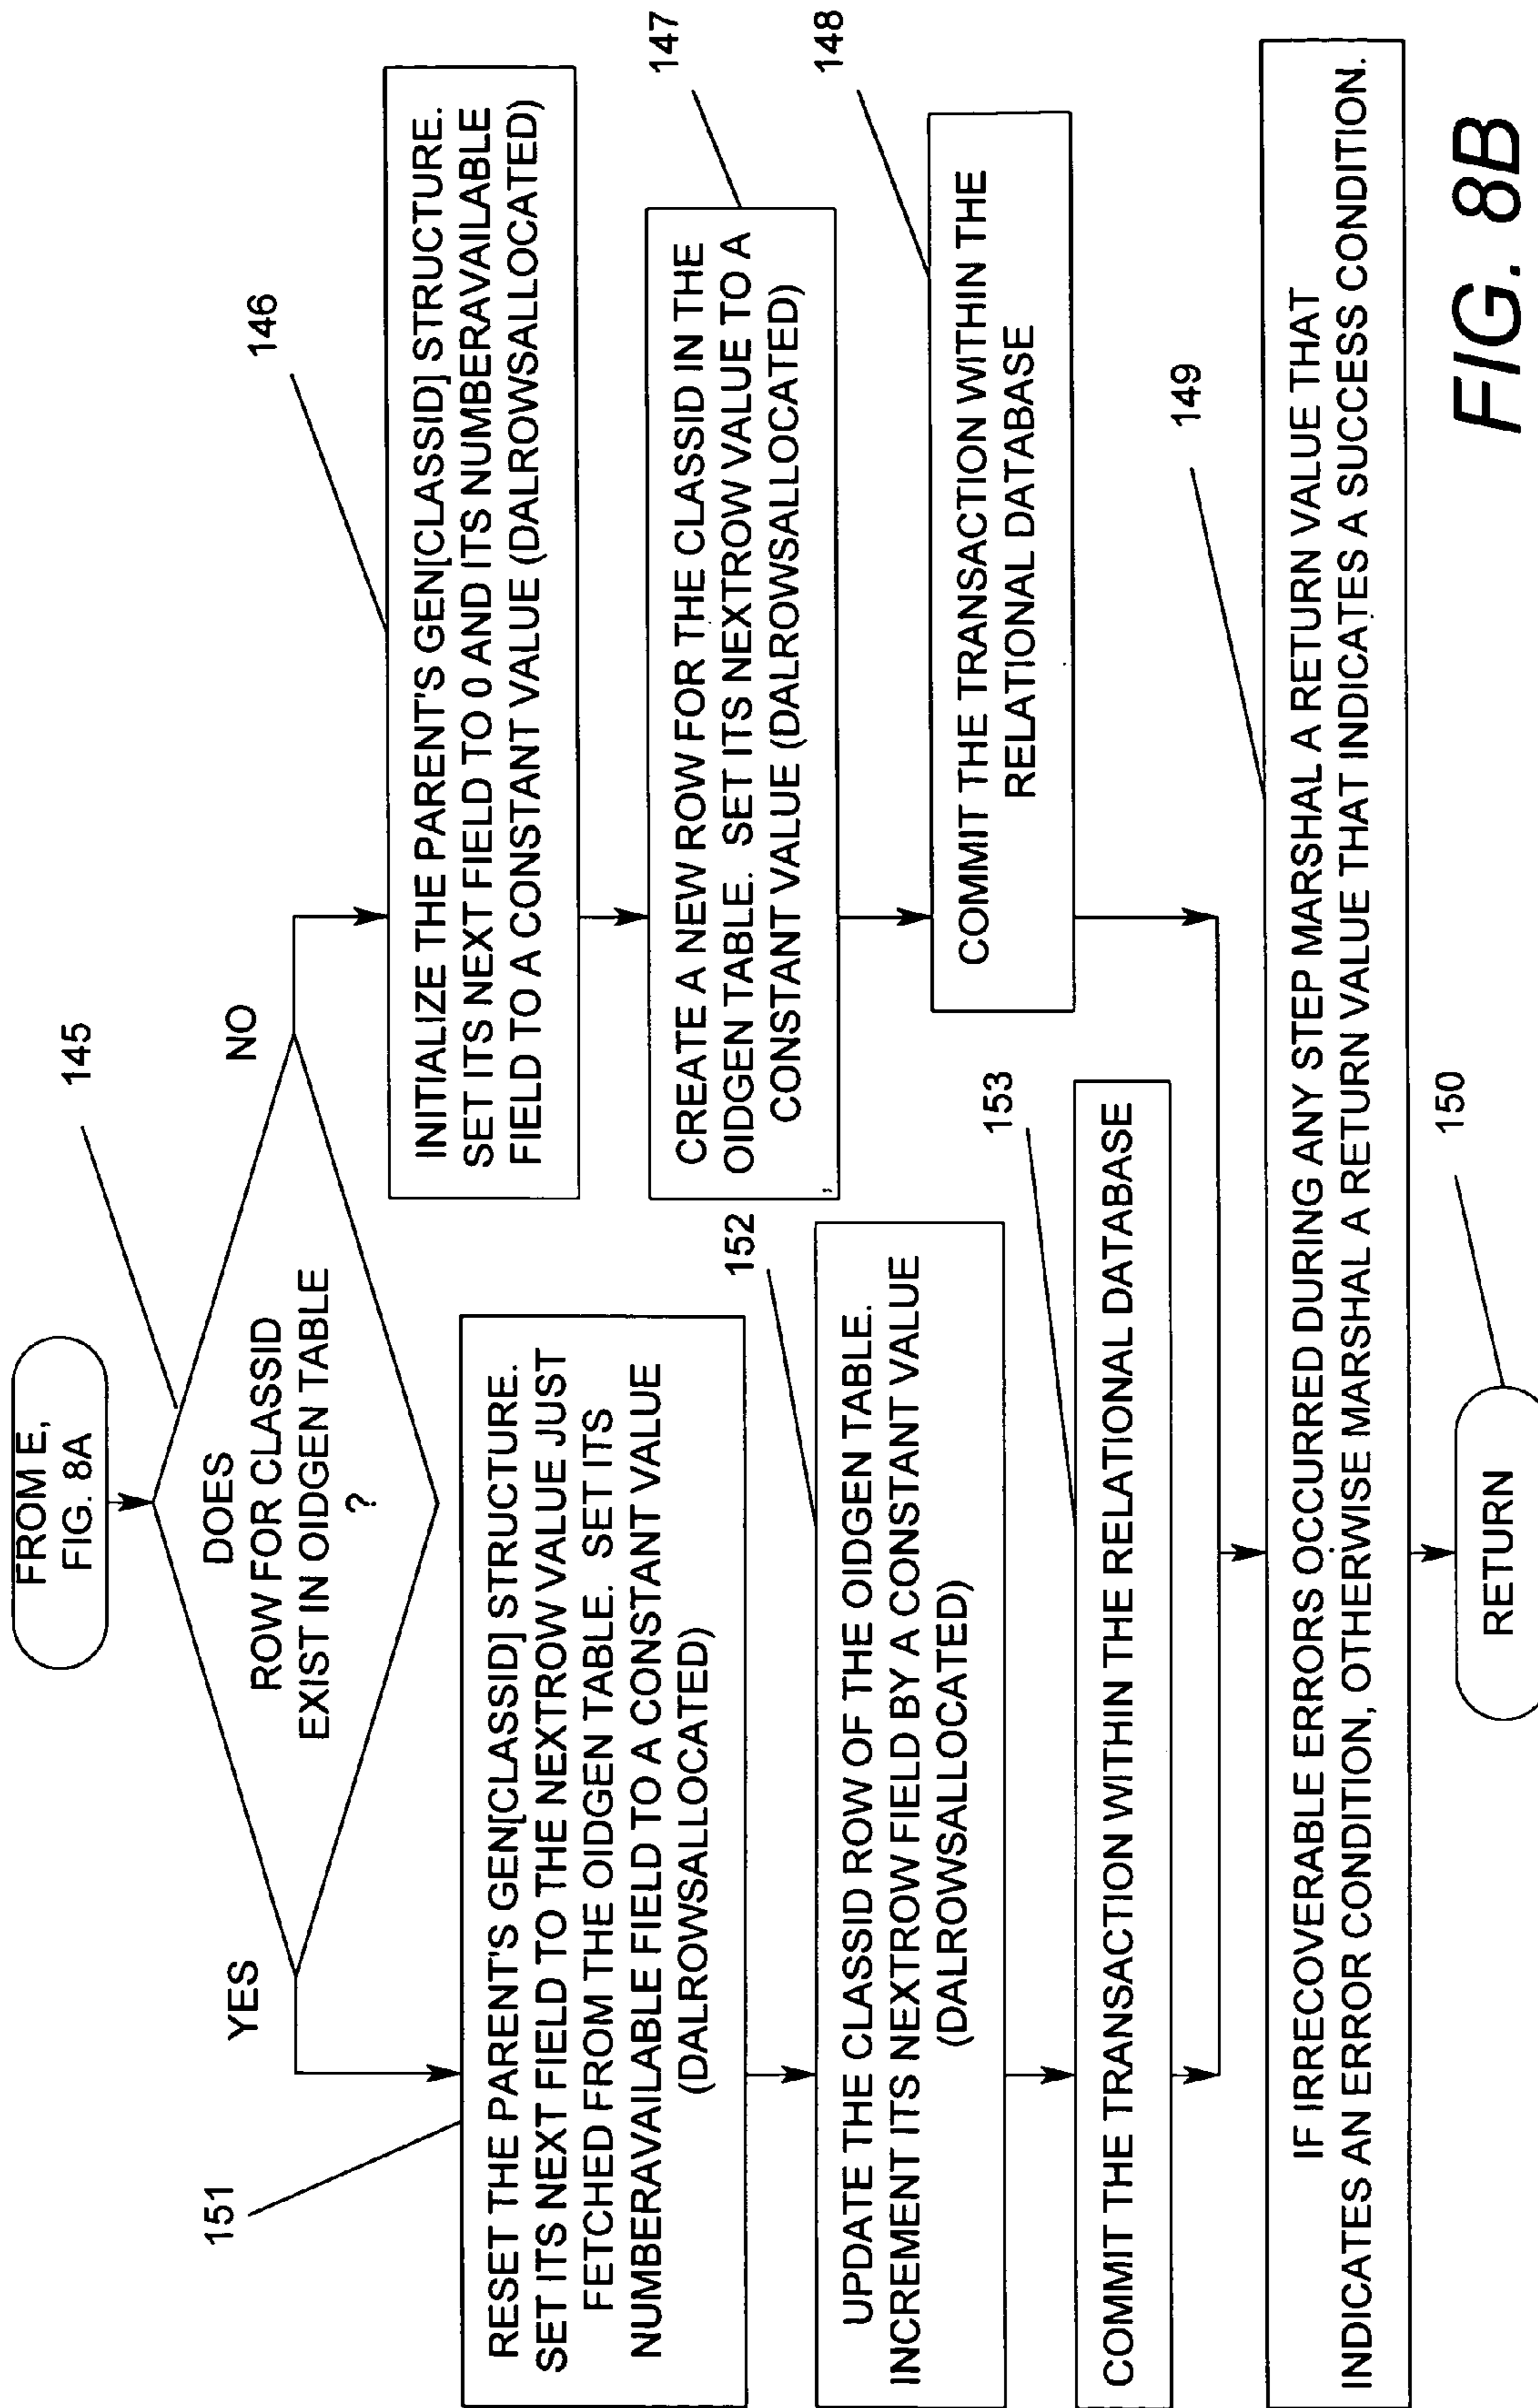 FROM E,
FIG. 8A
145
DOES
ROW FOR CLASSID
EXIST IN OIDGEN TABLE
?
YES
NO
151
RESET THE PARENT'S GEN[CLASSID] STRUCTURE.
SET ITS NEXT FIELD TO THE NEXTROW VALUE JUST
FETCHED FROM THE OIDGEN TABLE. SET ITS
NUMBERAVAILABLE FIELD TO A CONSTANT VALUE
(DALROWSALLOCATED)
152
UPDATE THE CLASSID ROW OF THE OIDGEN TABLE.
INCREMENT ITS NEXTROW FIELD BY A CONSTANT VALUE
(DALROWSALLOCATED)
153
COMMIT THE TRANSACTION WITHIN THE RELATIONAL DATABASE
146
INITIALIZE THE PARENT'S GEN[CLASSID] STRUCTURE.
SET ITS NEXT FIELD TO 0 AND ITS NUMBERAVAILABLE
FIELD TO A CONSTANT VALUE (DALROWSALLOCATED)
147
CREATE A NEW ROW FOR THE CLASSID IN THE
OIDGEN TABLE. SET ITS NEXTROW VALUE TO A
CONSTANT VALUE (DALROWSALLOCATED)
148
COMMIT THE TRANSACTION WITHIN THE
RELATIONAL DATABASE
149
IF IRRECOVERABLE ERRORS OCCURRED DURING ANY STEP MARSHAL A RETURN VALUE THAT
INDICATES AN ERROR CONDITION, OTHERWISE MARSHAL A RETURN VALUE THAT INDICATES A SUCCESS CONDITION.
150
RETURN
FIG. 8B